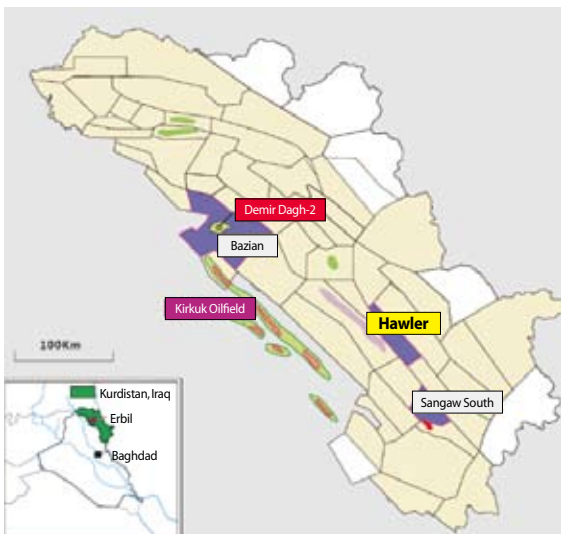 Demir Dagh-2
Bazian
Kirkuk Oilfield
Hawler
100Km
Sangaw South
Kurdistan, Iraq
Erbil
Baghdad